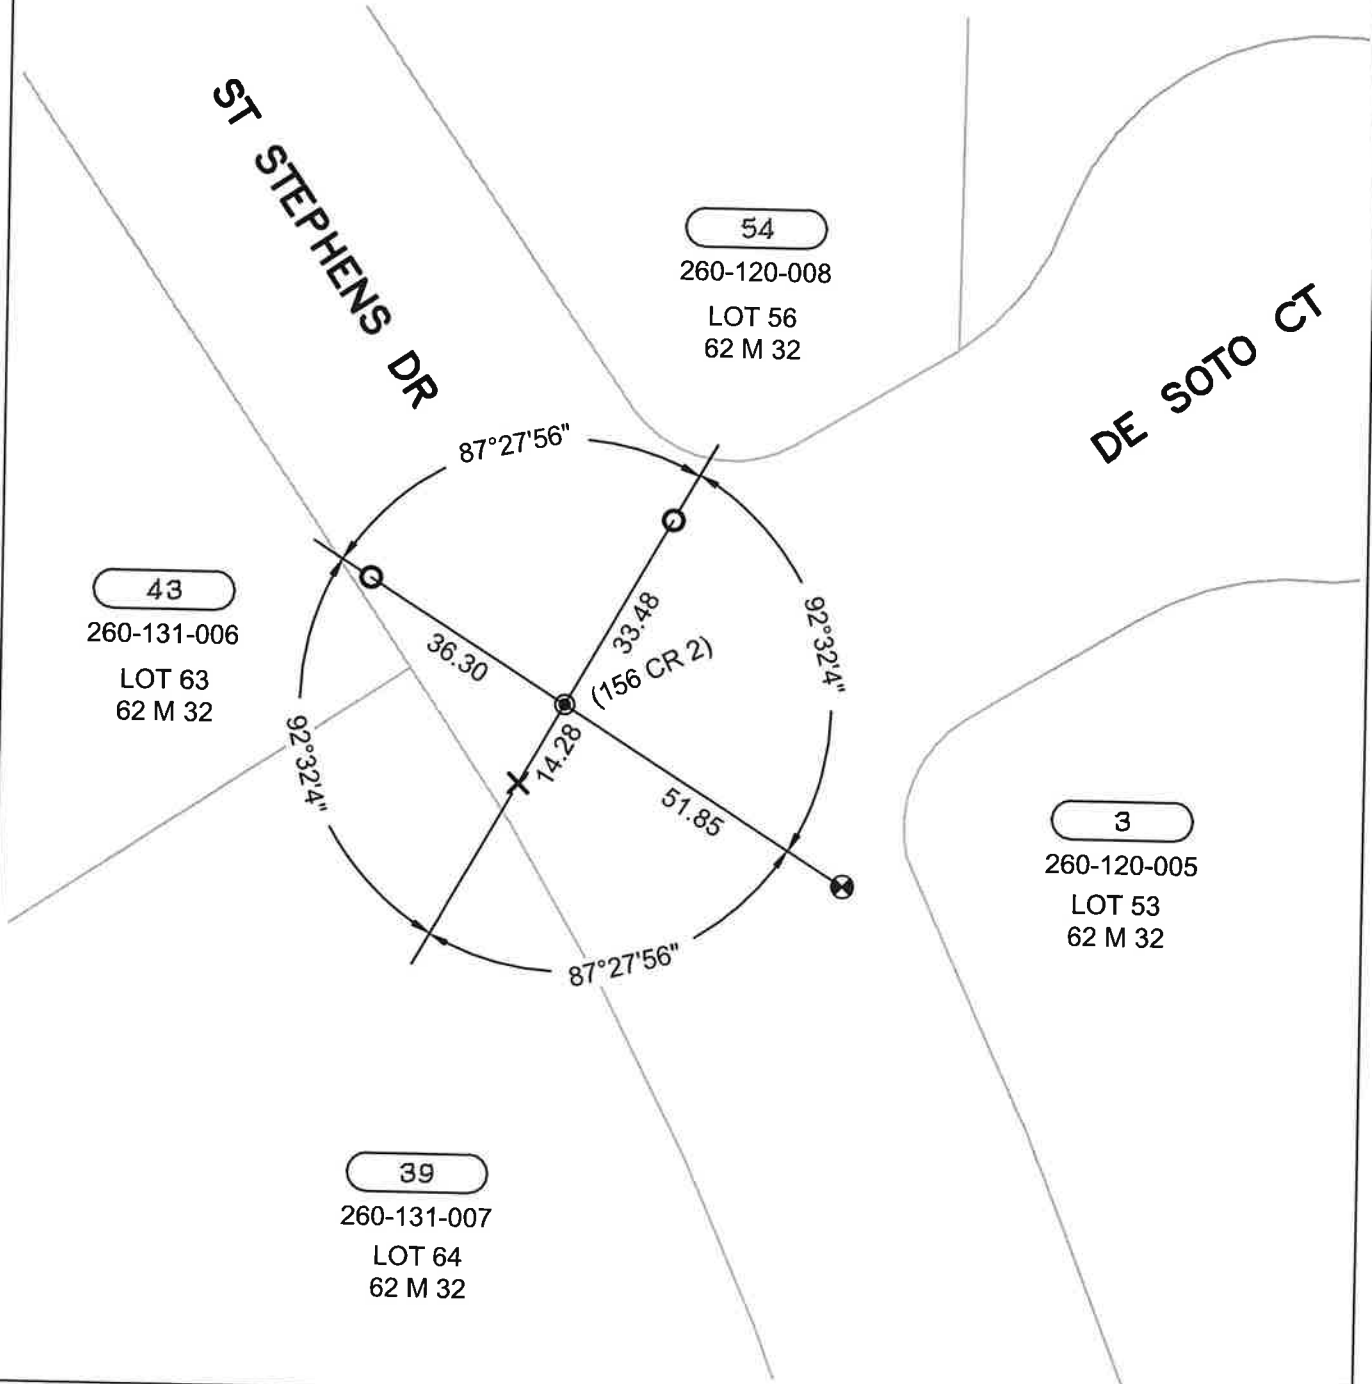 ST STEPHENS DR
54
260-120-008
LOT 56
62 M 32
DE SOTO CT
87°27'56"
43
260-131-006
LOT 63
62 M 32
36.30
33.48
(156 CR 2)
92°32'4"
92°32'4"
14.28
51.85
3
260-120-005
LOT 53
62 M 32
87°27'56"
39
260-131-007
LOT 64
62 M 32